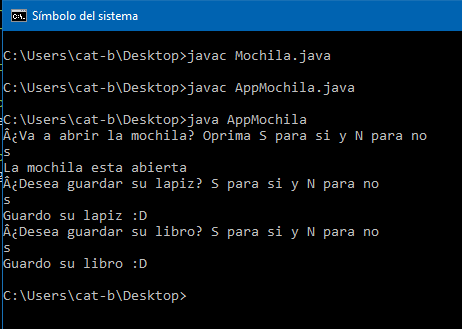 Símbolo del sistema
C:\Users\cat-b\Desktop>javac Mochila.java
C:\Users\cat-b\Desktop>javac AppMochila.java
C:\Users\cat-b\Desktop>java AppMochila
Â¿Va a abrir la mochila? Oprima S para si y N para no
s
La mochila esta abierta
Â¿Desea guardar su lapiz? S para si y N para no
s
Guardo su lapiz :D
Â¿Desea guardar su libro? S para si y N para no
s
Guardo su libro :D
C:\Users\cat-b\Desktop>